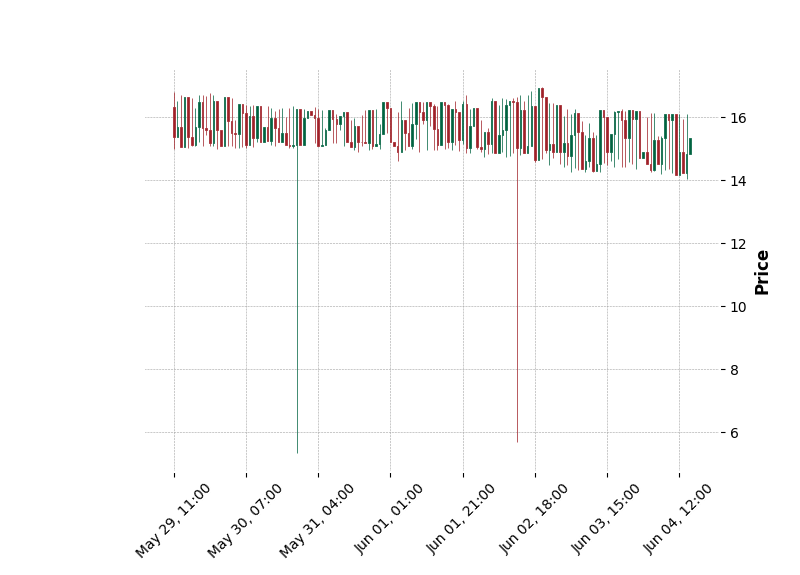 16
14
12
10
8
6
Price
May 29, 11:00
May 30, 07:00
May 31, 04:00
Jun 01, 01:00
Jun 01, 21:00
Jun 02, 18:00
Jun 03, 15:00
Jun 04, 12:00